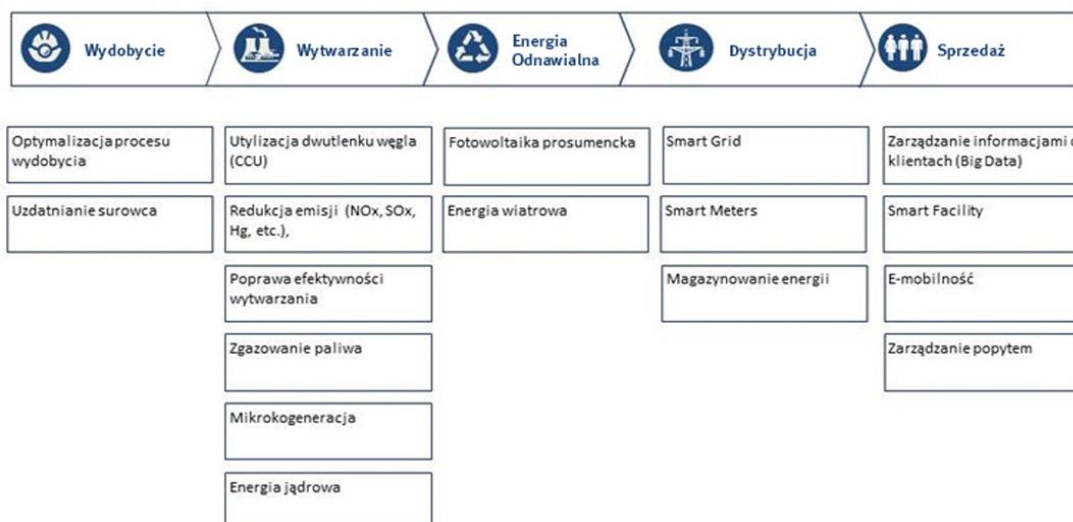 Wydobycie
Wytwarzanie
Energia
Odnawialna
Dystrybucja
Sprzedaż
Optymalizacja procesu
wydobycia
Uzdatnianie surowca
Utylizacja dwutlenku węgla
(CCU)
Redukcja emisji (NOx, SOx,
Hg, etc.),
Poprawa efektywności
wytwarzania
Zgazowanie paliwa
Mikrokogeneracja
Energia jądrowa
Fotowoltaika prosumencka
Energia wiatrowa
Smart Grid
Smart Meters
Magazynowanie energii
Zarządzanie informacjami
klientach (Big Data)
Smart Facility
E-mobilność
Zarządzanie popytem